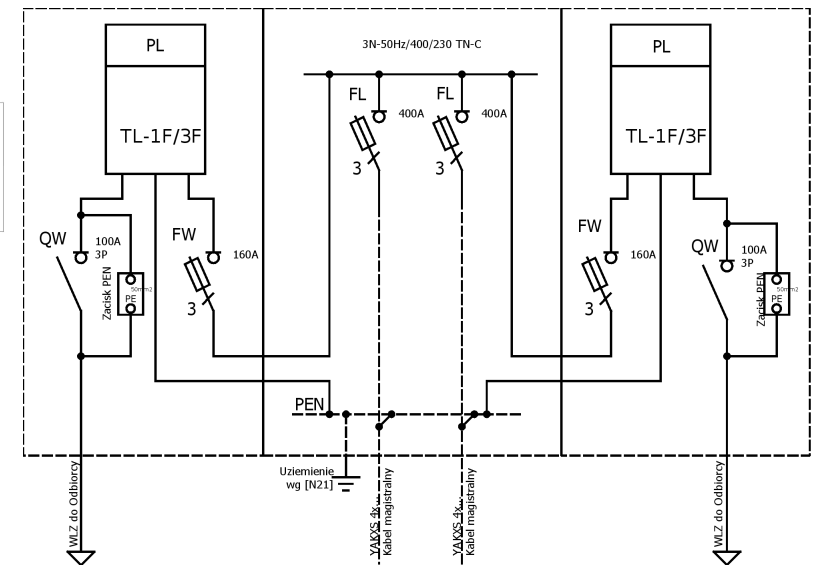 PL
TL-1F/3F
3N-50Hz/400/230 TN-C
PL
TL-1F/3F
FL
400A
3
FL
400A
3
QW
100A
3P
Zacisk PEN
50mm2
PE
FW
160A
3
FW
160A
3
QW
100A
3P
Zacisk PEN
50mm2
PE
PEN
Uziemienie
wg [N21]
WLZ do Odbiorcy
YAKXS 4x...
Kabel magistralny
YAKXS 4x...
Kabel magistralny
WLZ do Odbiorcy